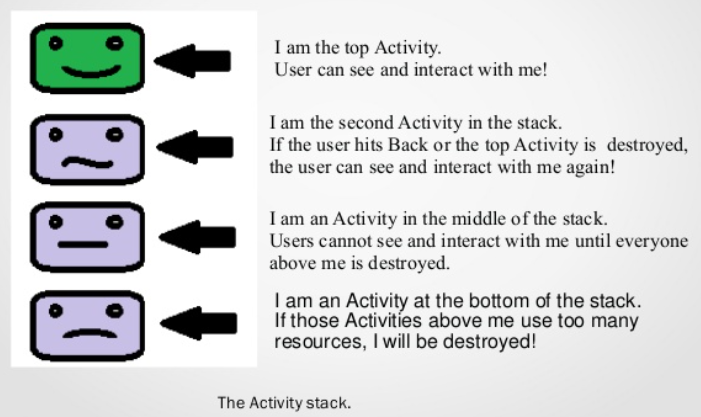 I am the top Activity.
User can see and interact with me!
I am the second Activity in the stack.
If the user hits Back or the top Activity is destroyed,
the user can see and interact with me again!
I am an Activity in the middle of the stack.
Users cannot see and interact with me until everyone
above me is destroyed.
I am an Activity at the bottom of the stack.
If those Activities above me use too many
resources, I will be destroyed!
The Activity stack.